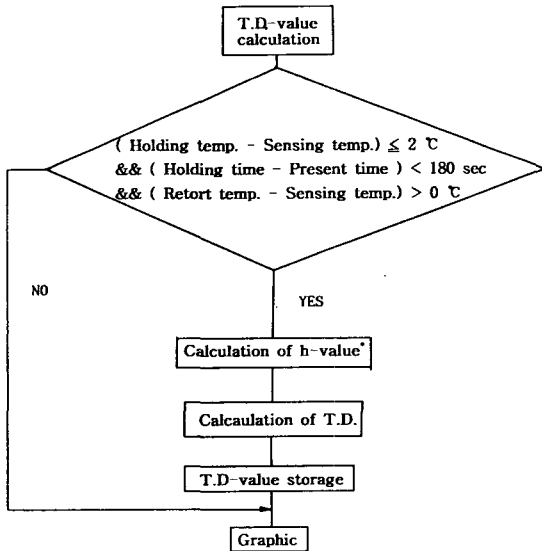 T.D.-value
calculation
( Holding temp. - Sensing temp.) ≦ 2 ℃
&& ( Holding time - Present time ) < 180 sec
&& ( Retort temp. - Sensing temp.) > 0 ℃
NO
YES
Calculation of h-value*
Calcaulation of T.D.
T.D-value storage
Graphic